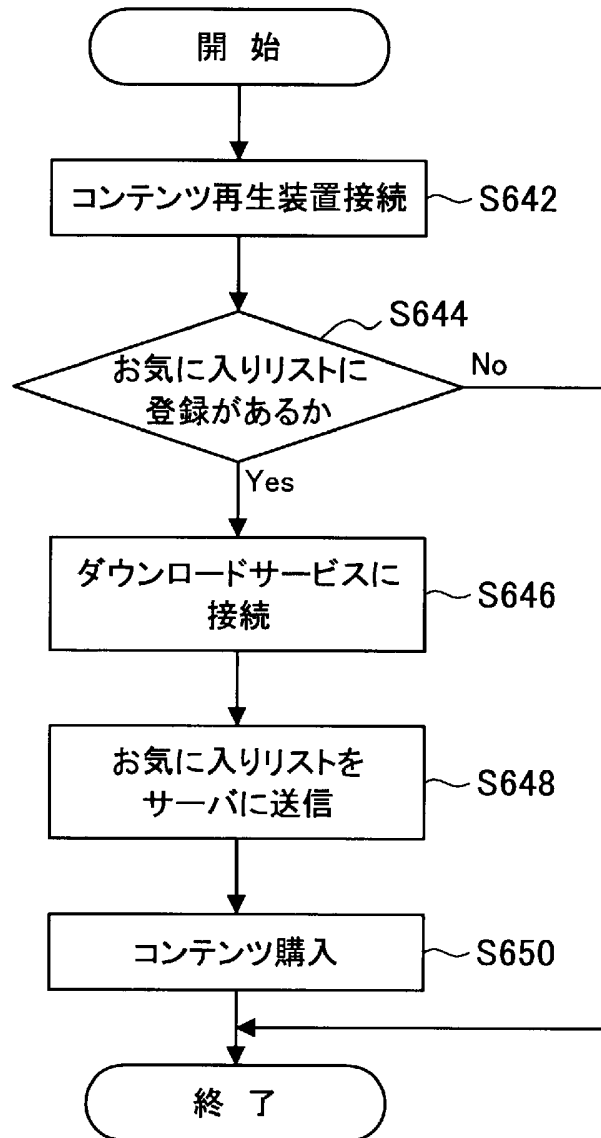 開 始
コンテンツ再生装置接続
S642
S644
お気に入りリストに
登録があるか
No
Yes
ダウンロードサービスに
接続
S646
お気に入りリストを
サーバに送信
S648
コンテンツ購入
S650
終 了